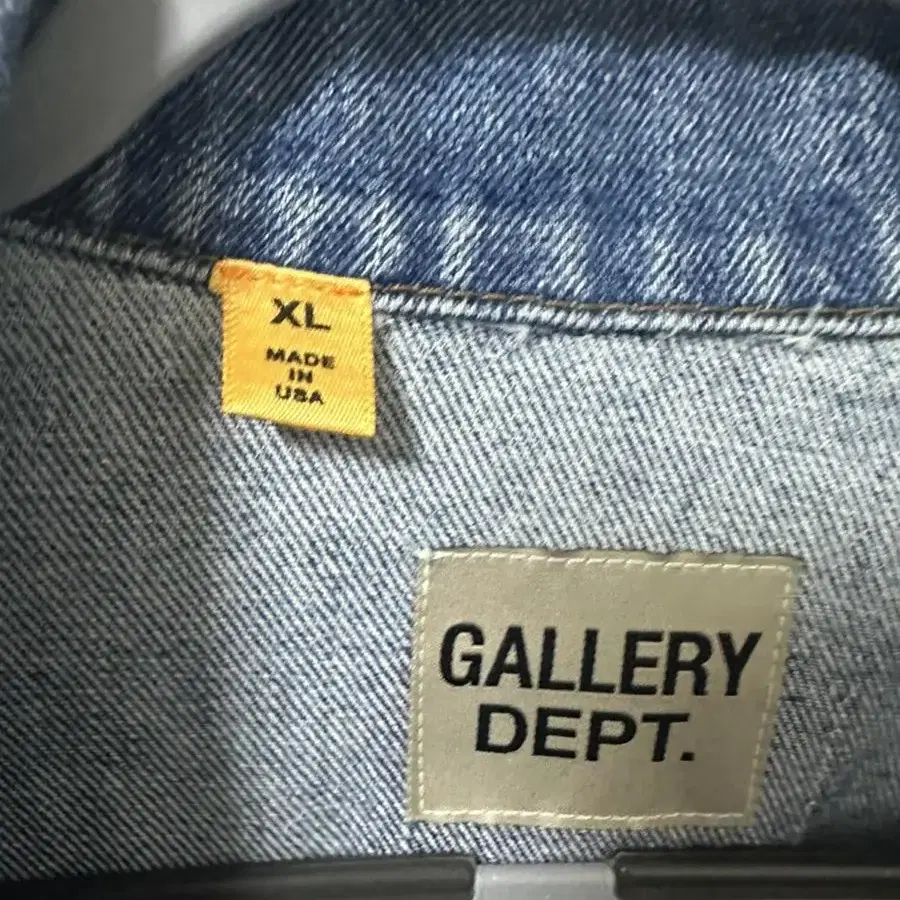 XL
MADE
IN
USA
GALLERY
DEPT.